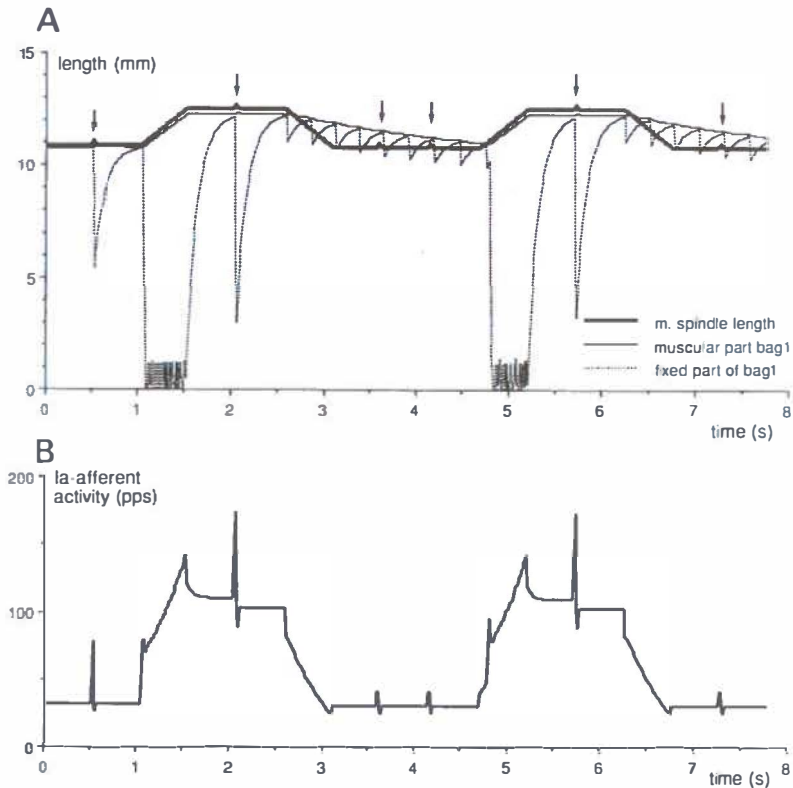 A
length (mm)
15
10
5
0
m. spindle length
muscular part bag1
fixed part of bag1
0 1 2 3 4 5 6 7 8
time (s)
B
Ia-afferent
activity (pps)
200
100
0
0 1 2 3 4 5 6 7 8
time (s)